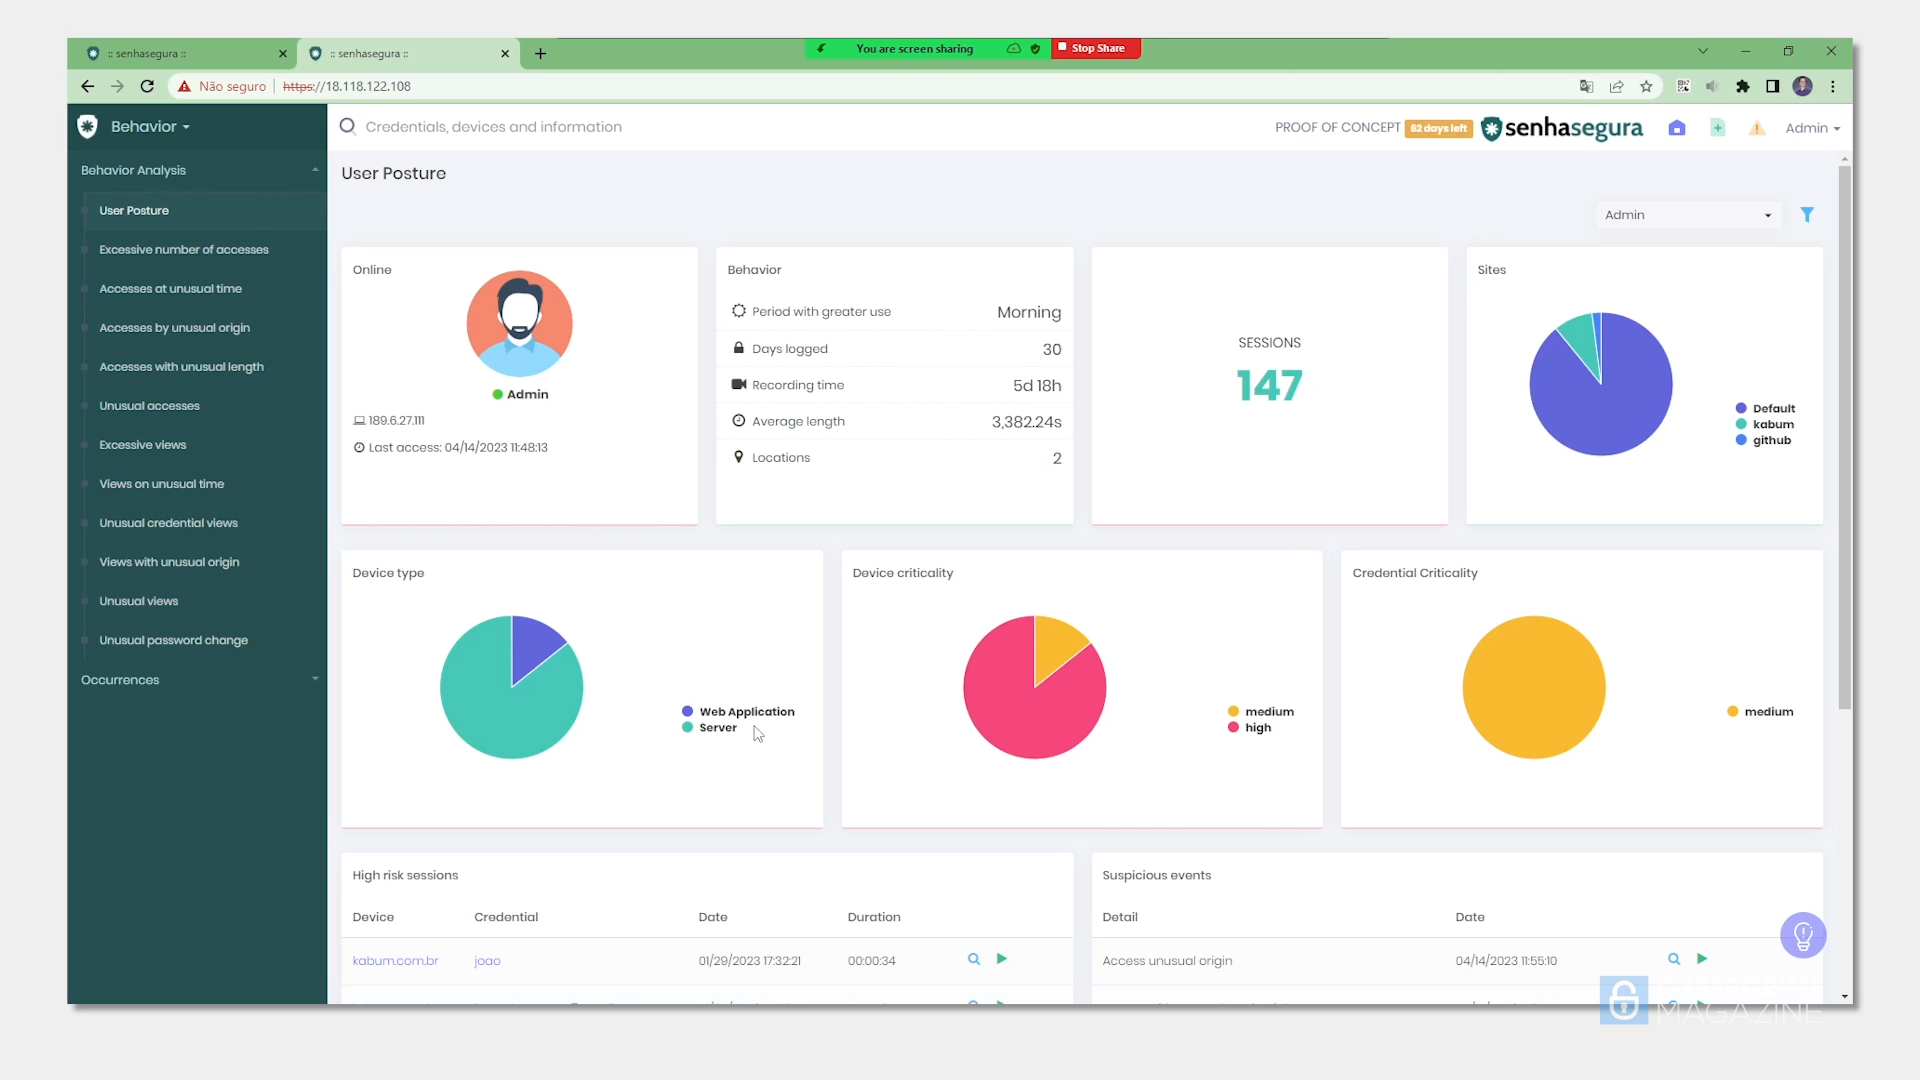 :: senhasegura ::
:: senhasegura ::
You are screen sharing
Stop Share
Não seguro
https://18.118.122.108
Behavior
Credentials, devices and information
PROOF OF CONCEPT
62 days left
senhasegura
Admin
Behavior Analysis
User Posture
Excessive number of accesses
Accesses at unusual time
Accesses by unusual origin
Accesses with unusual length
Unusual accesses
Excessive views
Views on unusual time
Unusual credential views
Views with unusual origin
Unusual views
Unusual password change
Occurrences
User Posture
Admin
Online
Admin
189.6.27.111
Last access: 04/14/2023 11:48:13
Behavior
Period with greater use Morning
Days logged 30
Recording time 5d 18h
Average length 3,382.24s
Locations 2
SESSIONS
147
Sites
Default
kabum
github
Device type
Web Application
Server
Device criticality
medium
high
Credential Criticality
medium
High risk sessions
Device Credential Date Duration
kabum.com.br joao 01/29/2023 17:32:21 00:00:34
Suspicious events
Detail Date
Access unusual origin 04/14/2023 11:55:10
MAGAZINE